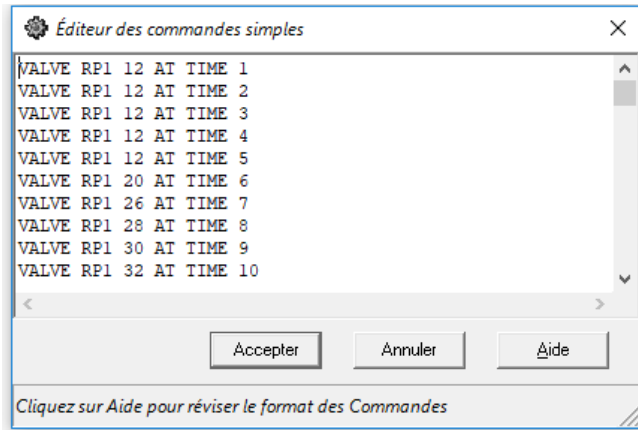 Éditeur des commandes simples
VALVE RP1 12 AT TIME 1
VALVE RP1 12 AT TIME 2
VALVE RP1 12 AT TIME 3
VALVE RP1 12 AT TIME 4
VALVE RP1 12 AT TIME 5
VALVE RP1 20 AT TIME 6
VALVE RP1 26 AT TIME 7
VALVE RP1 28 AT TIME 8
VALVE RP1 30 AT TIME 9
VALVE RP1 32 AT TIME 10
Accepter Annuler Aide
Cliquez sur Aide pour réviser le format des Commandes